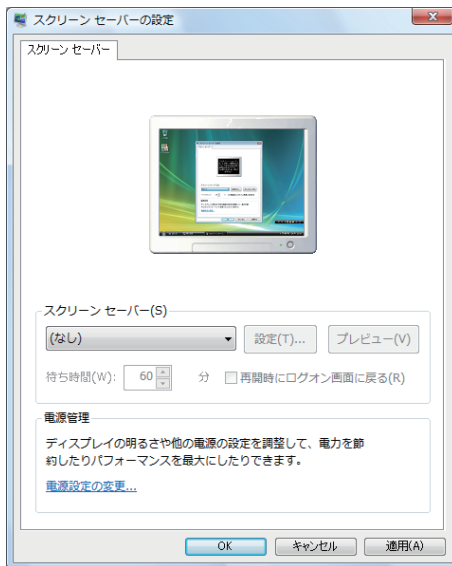 スクリーン セーバーの設定
スクリーン セーバー
スクリーン セーバー(S)
(なし)
設定(T)...
プレビュー(V)
待ち時間(W): 60 分
再開時にログオン画面に戻る(R)
電源管理
ディスプレイの明るさや他の電源の設定を調整して、電力を節
約したりパフォーマンスを最大にしたりできます。
電源設定の変更...
OK
キャンセル
適用(A)